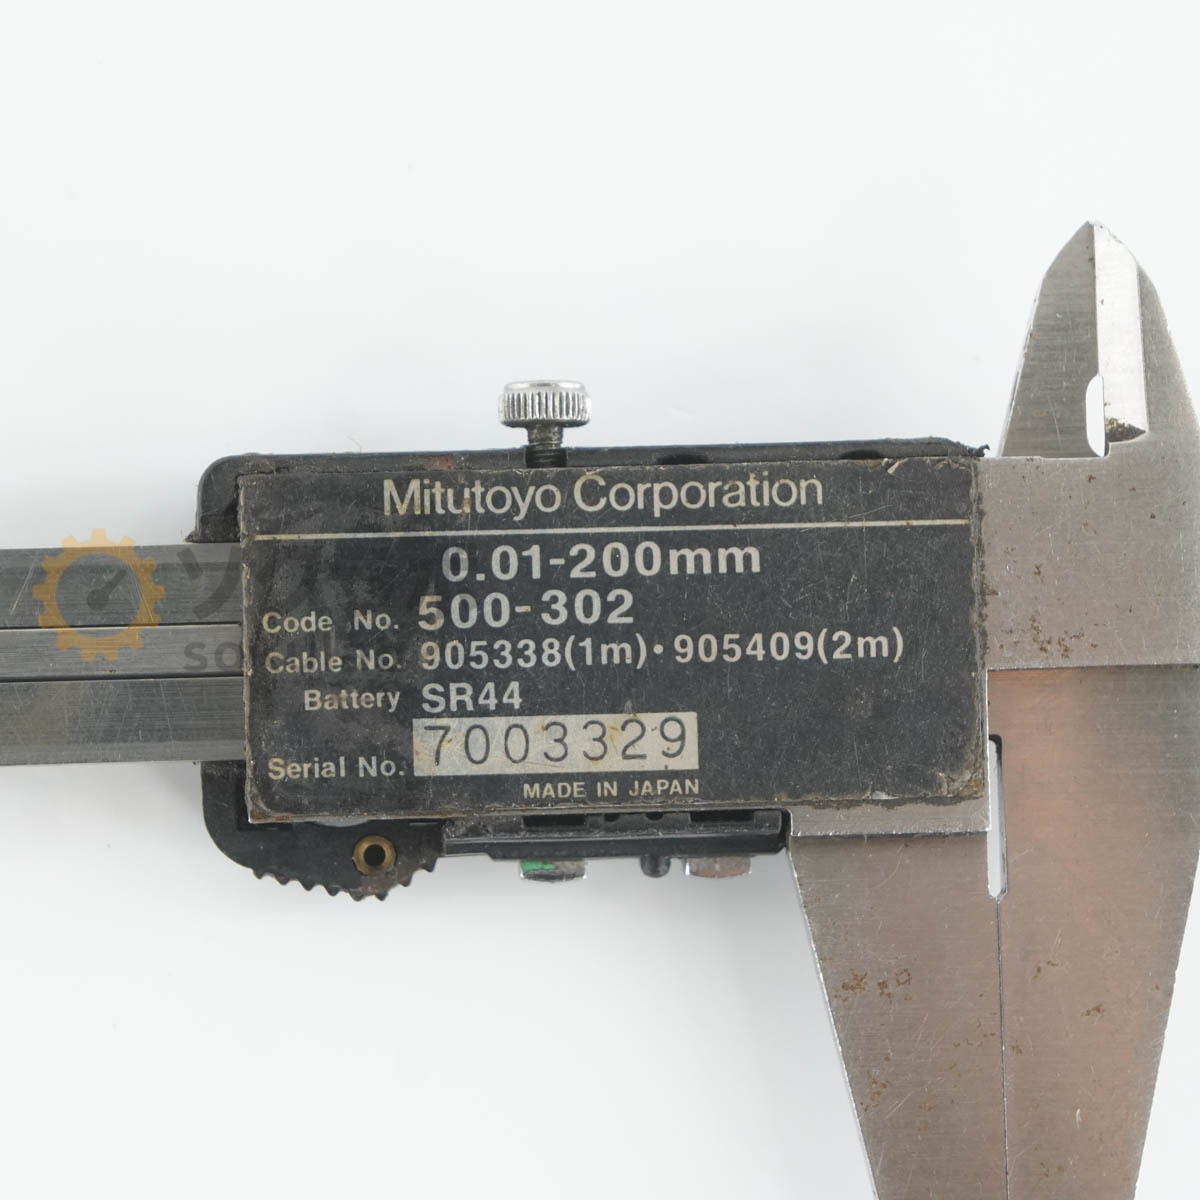 Mitutoyo Corporation
0.01-200mm
Code No. 500-302
Cable No. 905338(1m)・905409(2m)
Battery SR44
Serial No. 7003329
MADE IN JAPAN